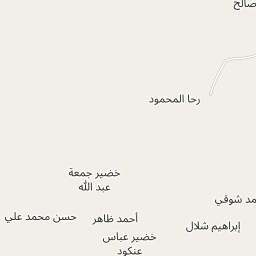 صالح
رحا المحمود
خضير جمعة
عبد الله
مد شوقي
حسن محمد علي
أحمد ظاهر
إبراهيم شلال
خضير عباس
عنكود